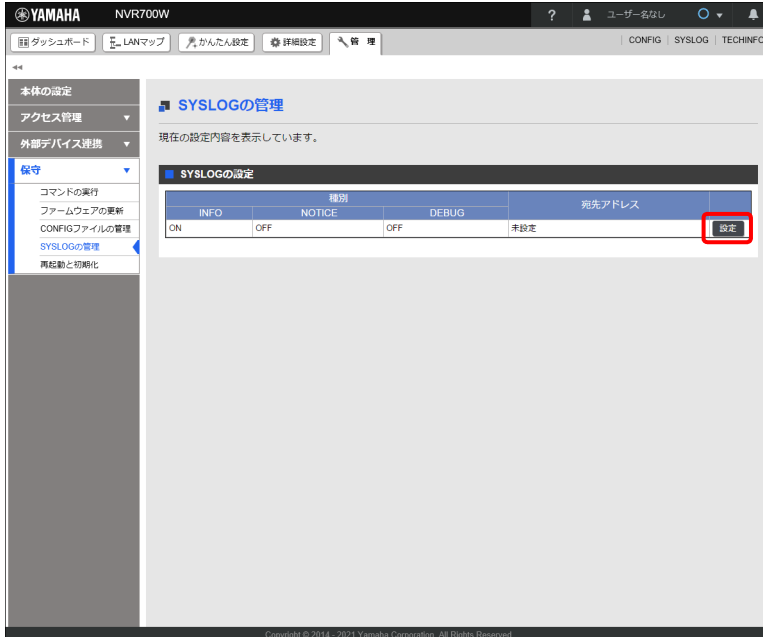 YAMAHA NVR700W ? ユーザー名なし
ダッシュボード LANマップ かんたん設定 詳細設定 管 理 CONFIG SYSLOG TECHINFO
本体の設定
アクセス管理
外部デバイス連携
保守
コマンドの実行
ファームウェアの更新
CONFIGファイルの管理
SYSLOGの管理
再起動と初期化
SYSLOGの管理
現在の設定内容を表示しています。
SYSLOGの設定
種別 宛先アドレス
INFO NOTICE DEBUG
ON OFF OFF 未設定 設定
Copyright © 2014 - 2021 Yamaha Corporation. All Rights Reserved.